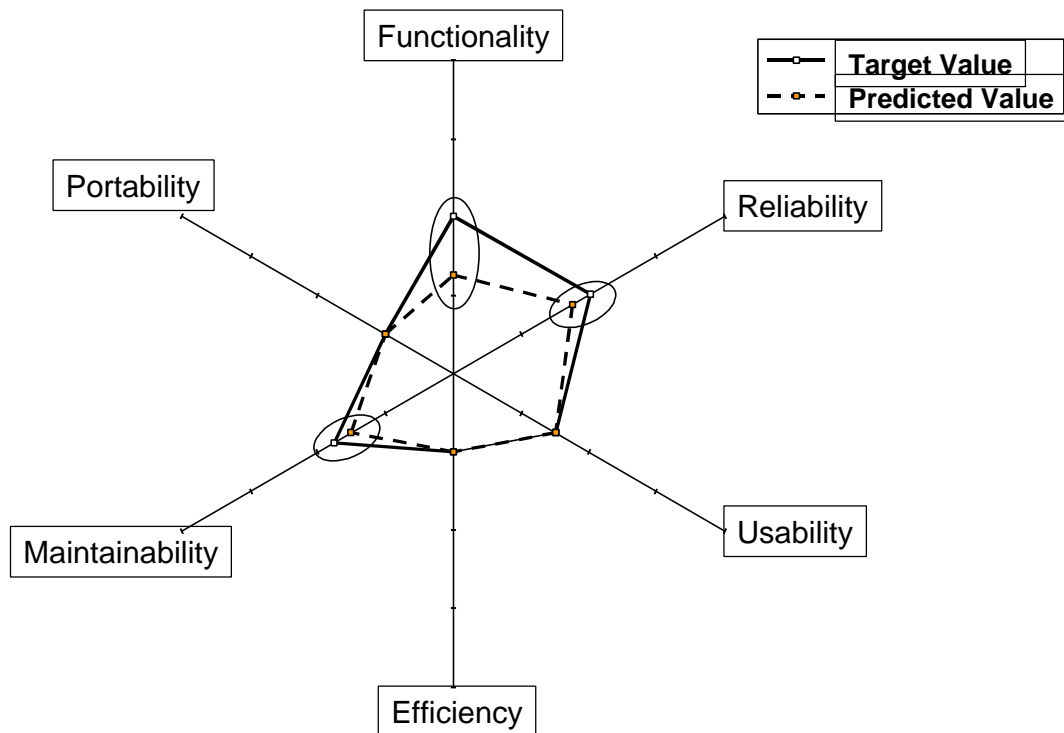 Functionality
Target Value
Predicted Value
Portability
Reliability
Maintainability
Usability
Efficiency